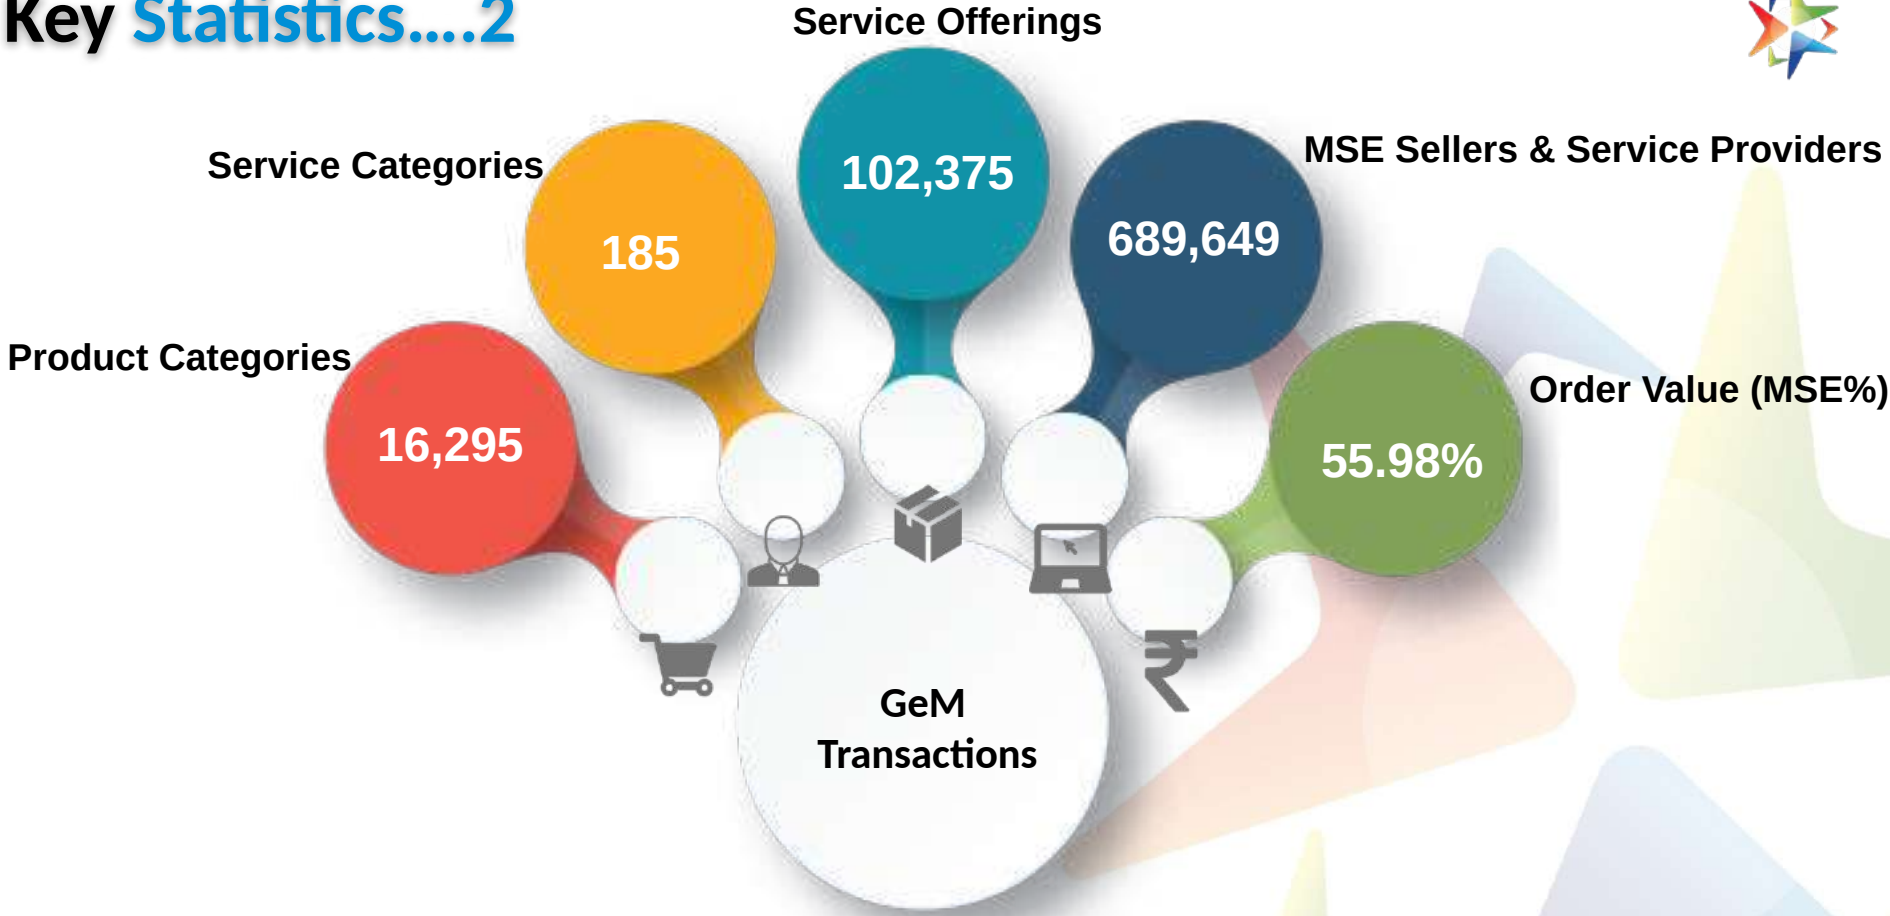 Key Statistics....2
Service Offerings
102,375
Service Categories
185
MSE Sellers & Service Providers
689,649
Product Categories
16,295
Order Value (MSE%)
55.98%
GeM
Transactions